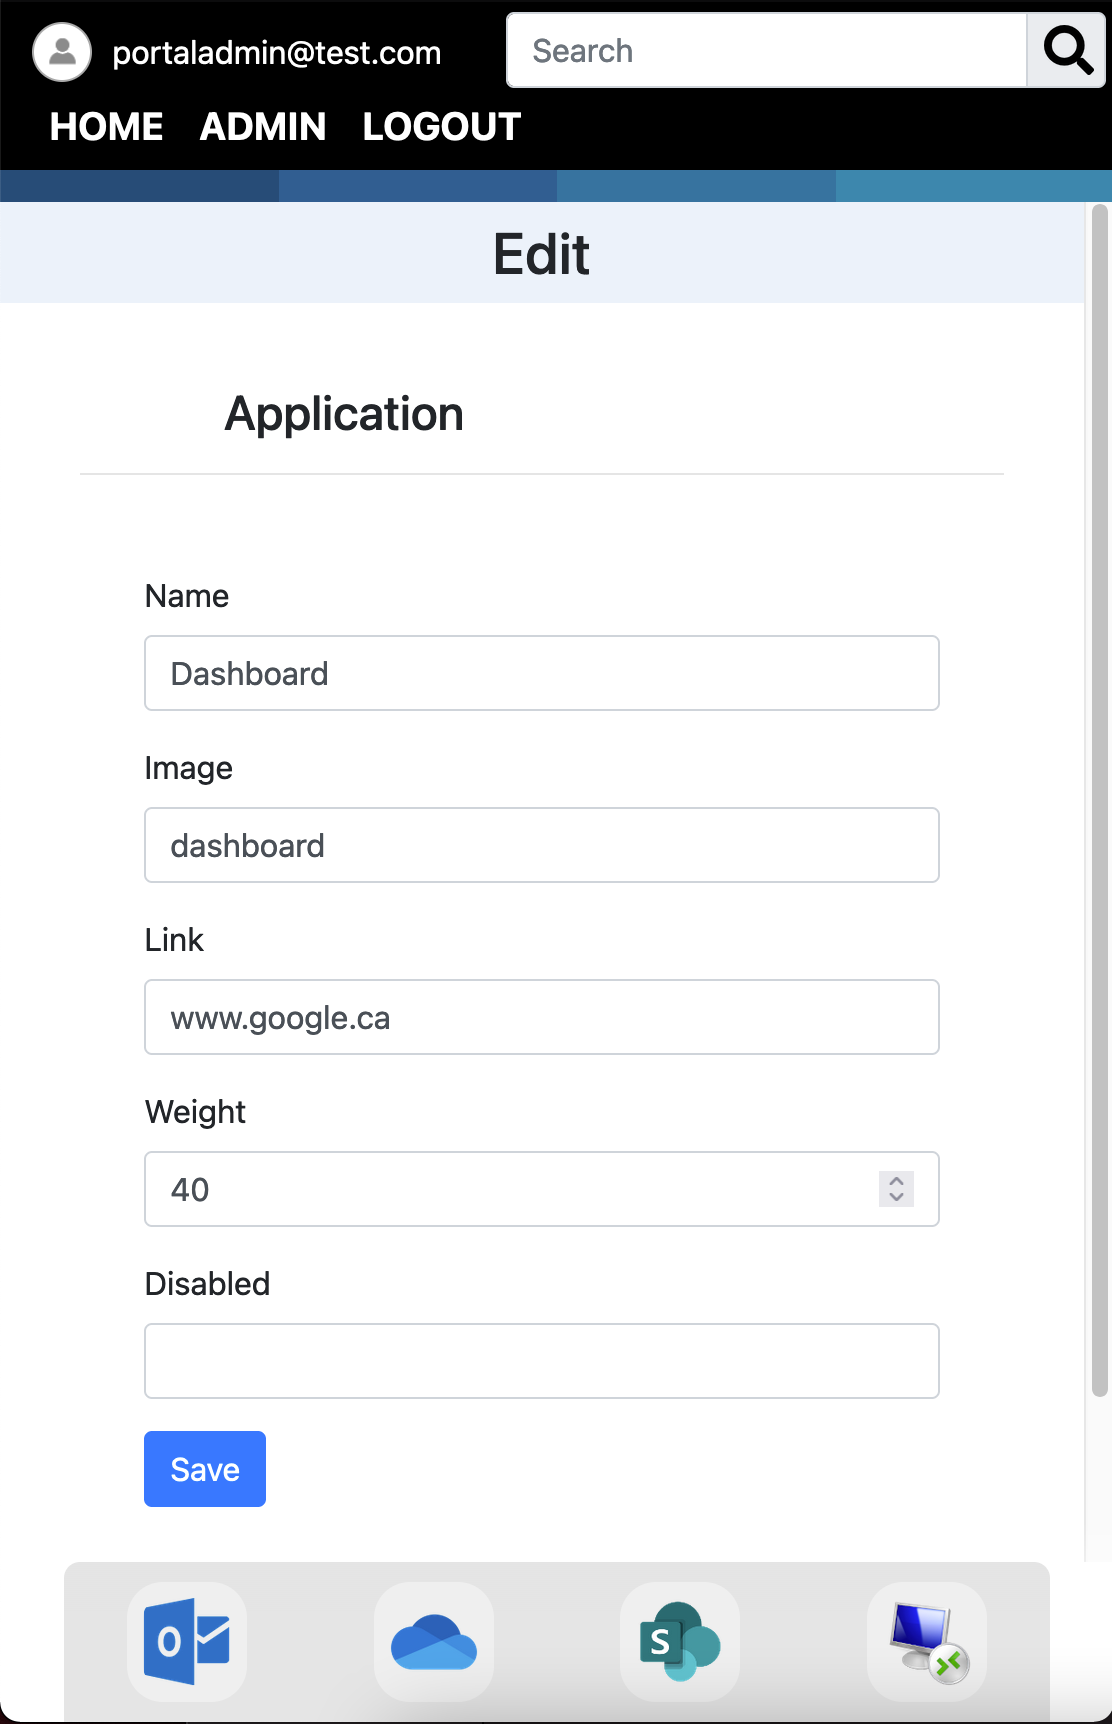 portaladmin@test.com
Search
HOME ADMIN LOGOUT
Edit
Application
Name
Dashboard
Image
dashboard
Link
www.google.ca
Weight
40
Disabled
Save
O
S